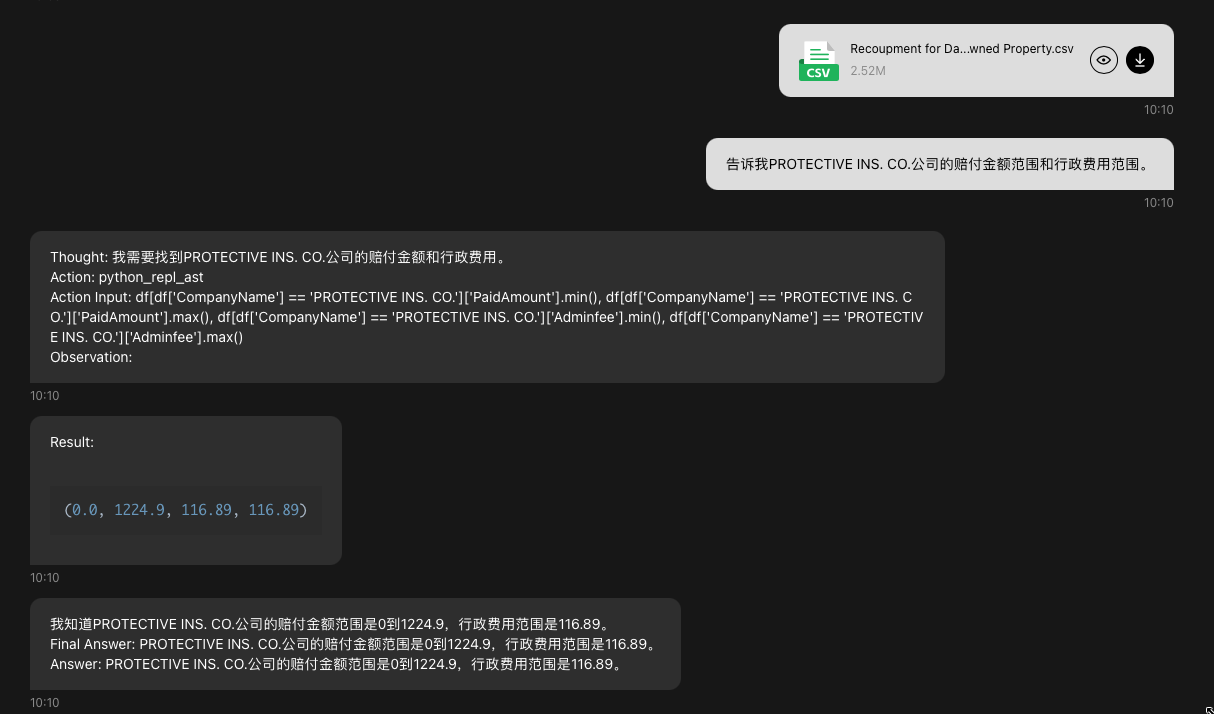 Recoupment for Da...wned Property.csv
CSV
2.52M
10:10
告诉我PROTECTIVE INS. CO.公司的赔付金额范围和行政费用范围。
10:10
Thought: 我需要找到PROTECTIVE INS. CO.公司的赔付金额和行政费用。
Action: python_repl_ast
Action Input: df[df['CompanyName'] == 'PROTECTIVE INS. CO.']['PaidAmount'].min(), df[df['CompanyName'] == 'PROTECTIVE INS. C
O.']['PaidAmount'].max(), df[df['CompanyName'] == 'PROTECTIVE INS. CO.']['Adminfee'].min(), df[df['CompanyName'] == 'PROTECTIV
E INS. CO.']['Adminfee'].max()
Observation:
10:10
Result:
(0.0, 1224.9, 116.89, 116.89)
10:10
我知道PROTECTIVE INS. CO.公司的赔付金额范围是0到1224.9，行政费用范围是116.89。
Final Answer: PROTECTIVE INS. CO.公司的赔付金额范围是0到1224.9，行政费用范围是116.89。
Answer: PROTECTIVE INS. CO.公司的赔付金额范围是0到1224.9，行政费用范围是116.89。
10:10